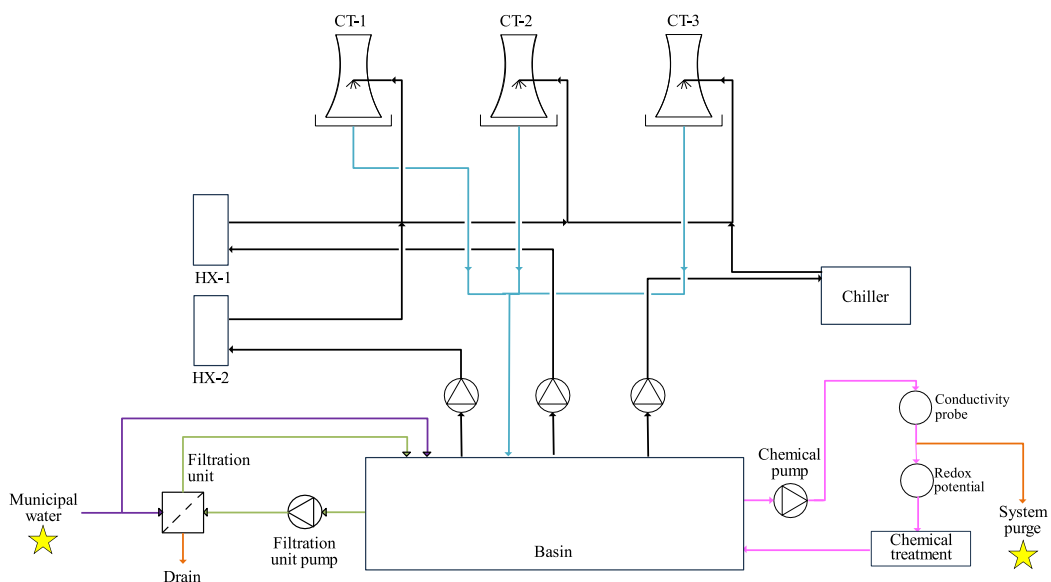 CT-1
CT-2
CT-3
HX-1
Chiller
HX-2
Conductivity
probe
Filtration
unit
Chemical
pump
Redox
potential
Municipal
water
System
purge
Filtration
unit pump
Basin
Chemical
treatment
Drain